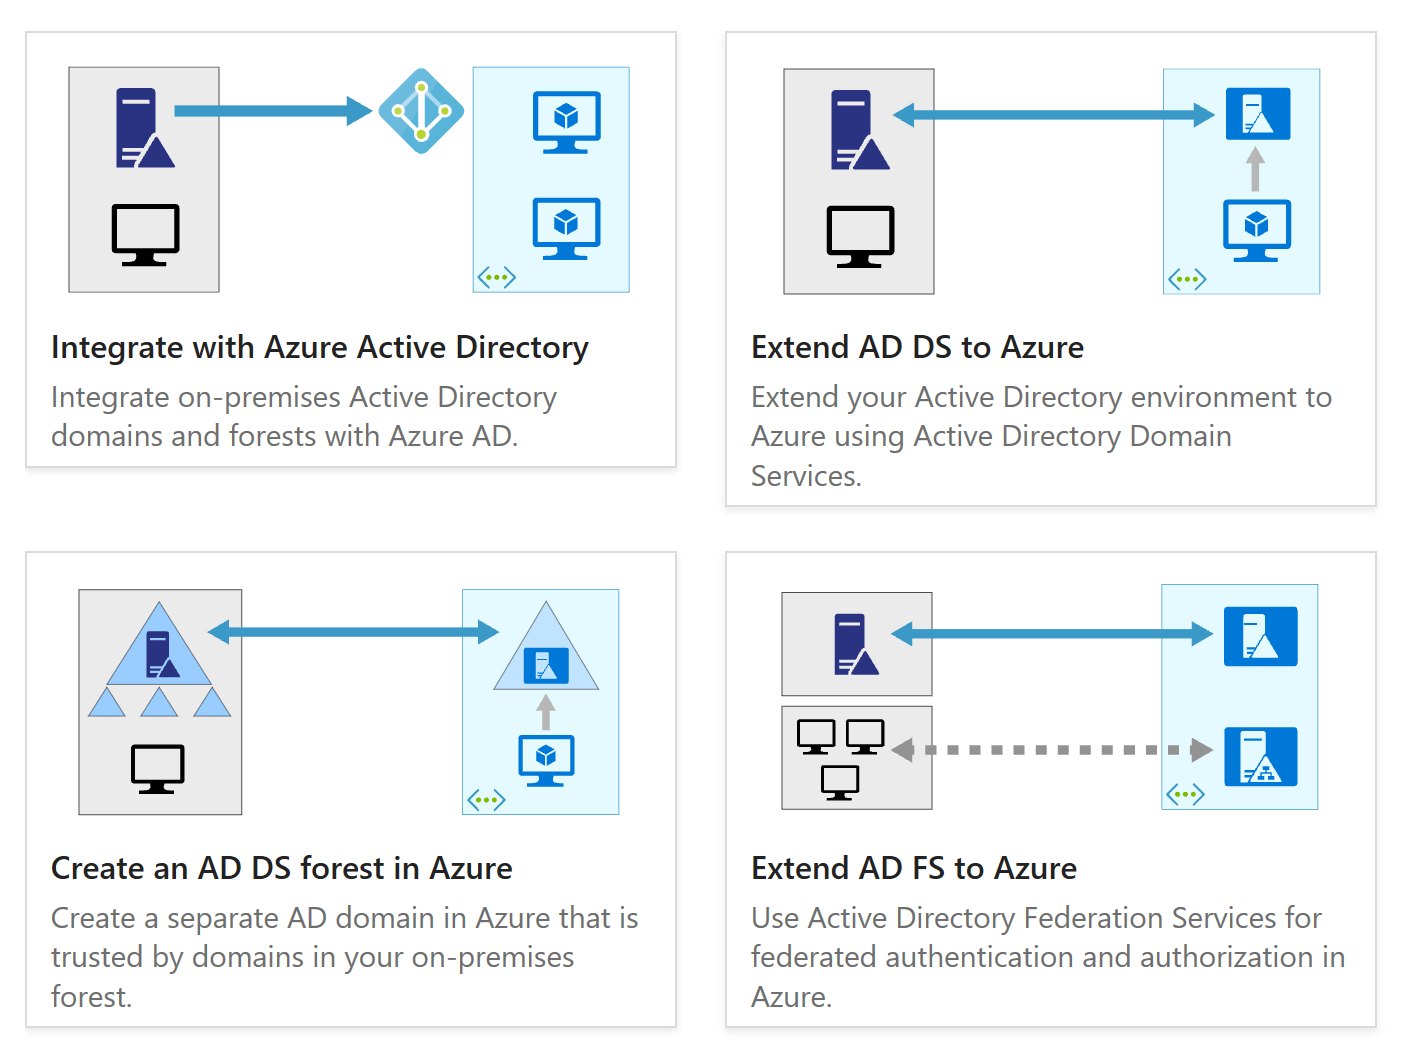 Integrate with Azure Active Directory
Integrate on-premises Active Directory
domains and forests with Azure AD.
Extend AD DS to Azure
Extend your Active Directory environment to
Azure using Active Directory Domain
Services.
Create an AD DS forest in Azure
Create a separate AD domain in Azure that is
trusted by domains in your on-premises
forest.
Extend AD FS to Azure
Use Active Directory Federation Services for
federated authentication and authorization in
Azure.